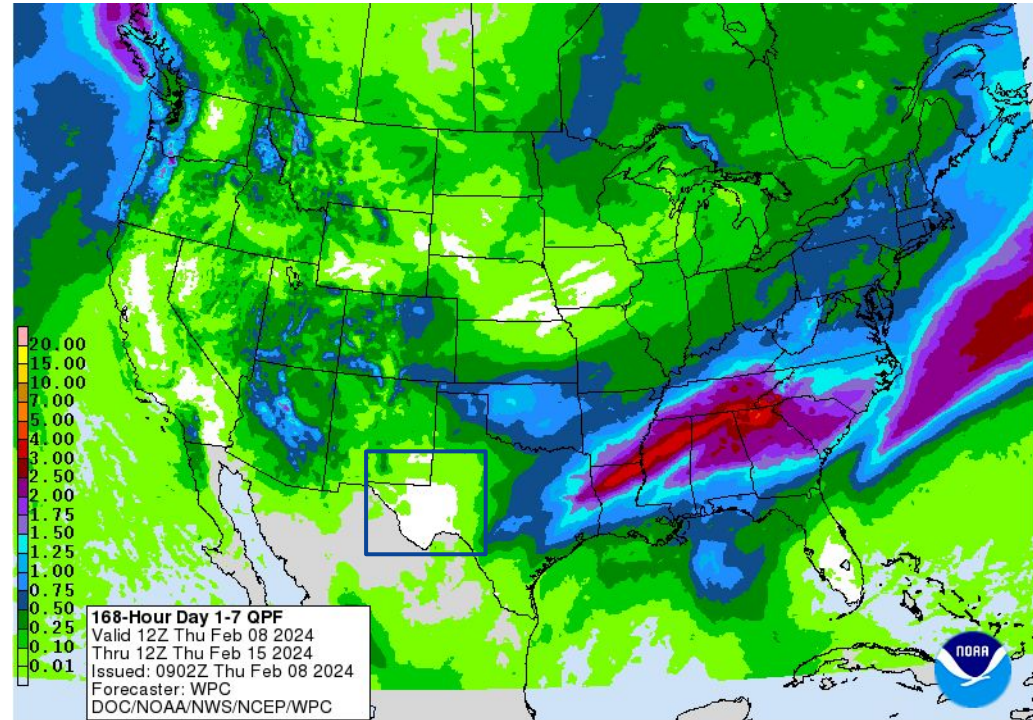 20.00
15.00
10.00
7.00
5.00
4.00
3.00
2.50
2.00
1.75
1.50
1.25
1.00
0.75
0.50
0.25
0.10
0.01
168-Hour Day 1-7 QPF
Valid 12Z Thu Feb 08 2024
Thru 12Z Thu Feb 15 2024
Issued: 0902Z Thu Feb 08 2024
Forecaster: WPC
DOC/NOAA/NWS/NCEP/WPC
NOAA